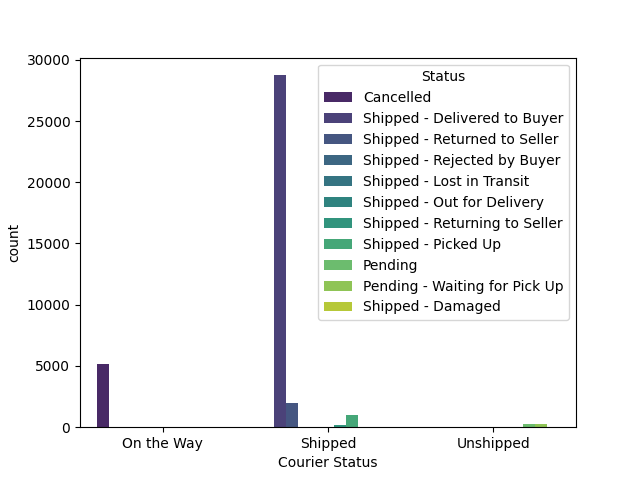 30000
25000
20000
15000
10000
5000
0
count
On the Way
Shipped
Unshipped
Courier Status
Status
Cancelled
Shipped - Delivered to Buyer
Shipped - Returned to Seller
Shipped - Rejected by Buyer
Shipped - Lost in Transit
Shipped - Out for Delivery
Shipped - Returning to Seller
Shipped - Picked Up
Pending
Pending - Waiting for Pick Up
Shipped - Damaged